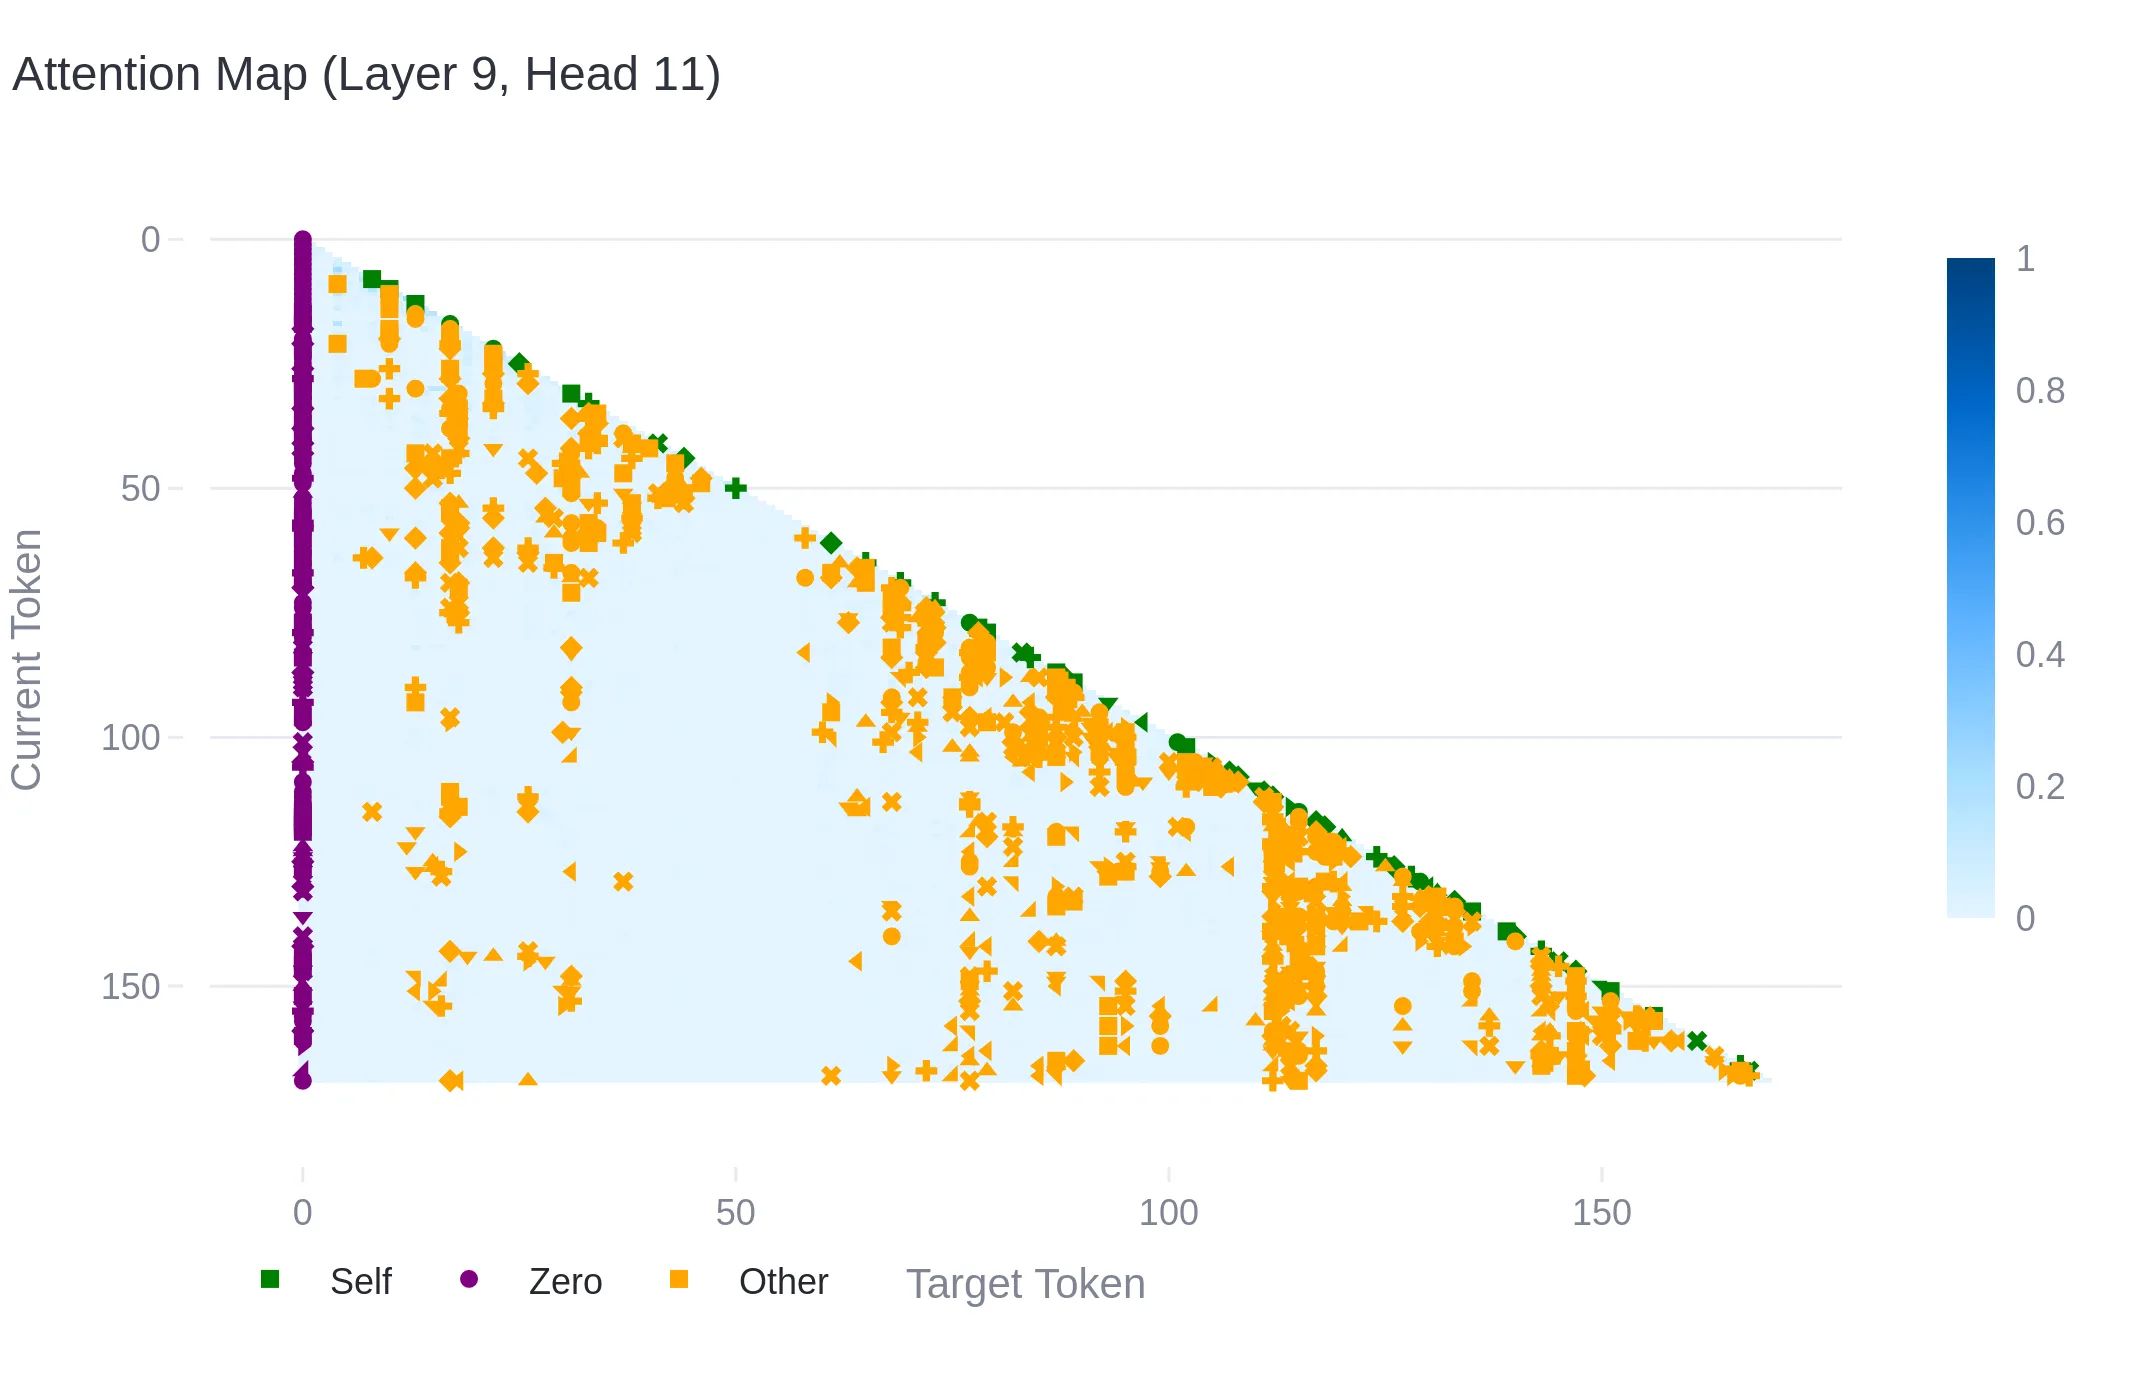 Attention Map (Layer 9, Head 11)
0
50
100
150
Current Token
0
50
100
150
Target Token
Self
Zero
Other
1
0.8
0.6
0.4
0.2
0